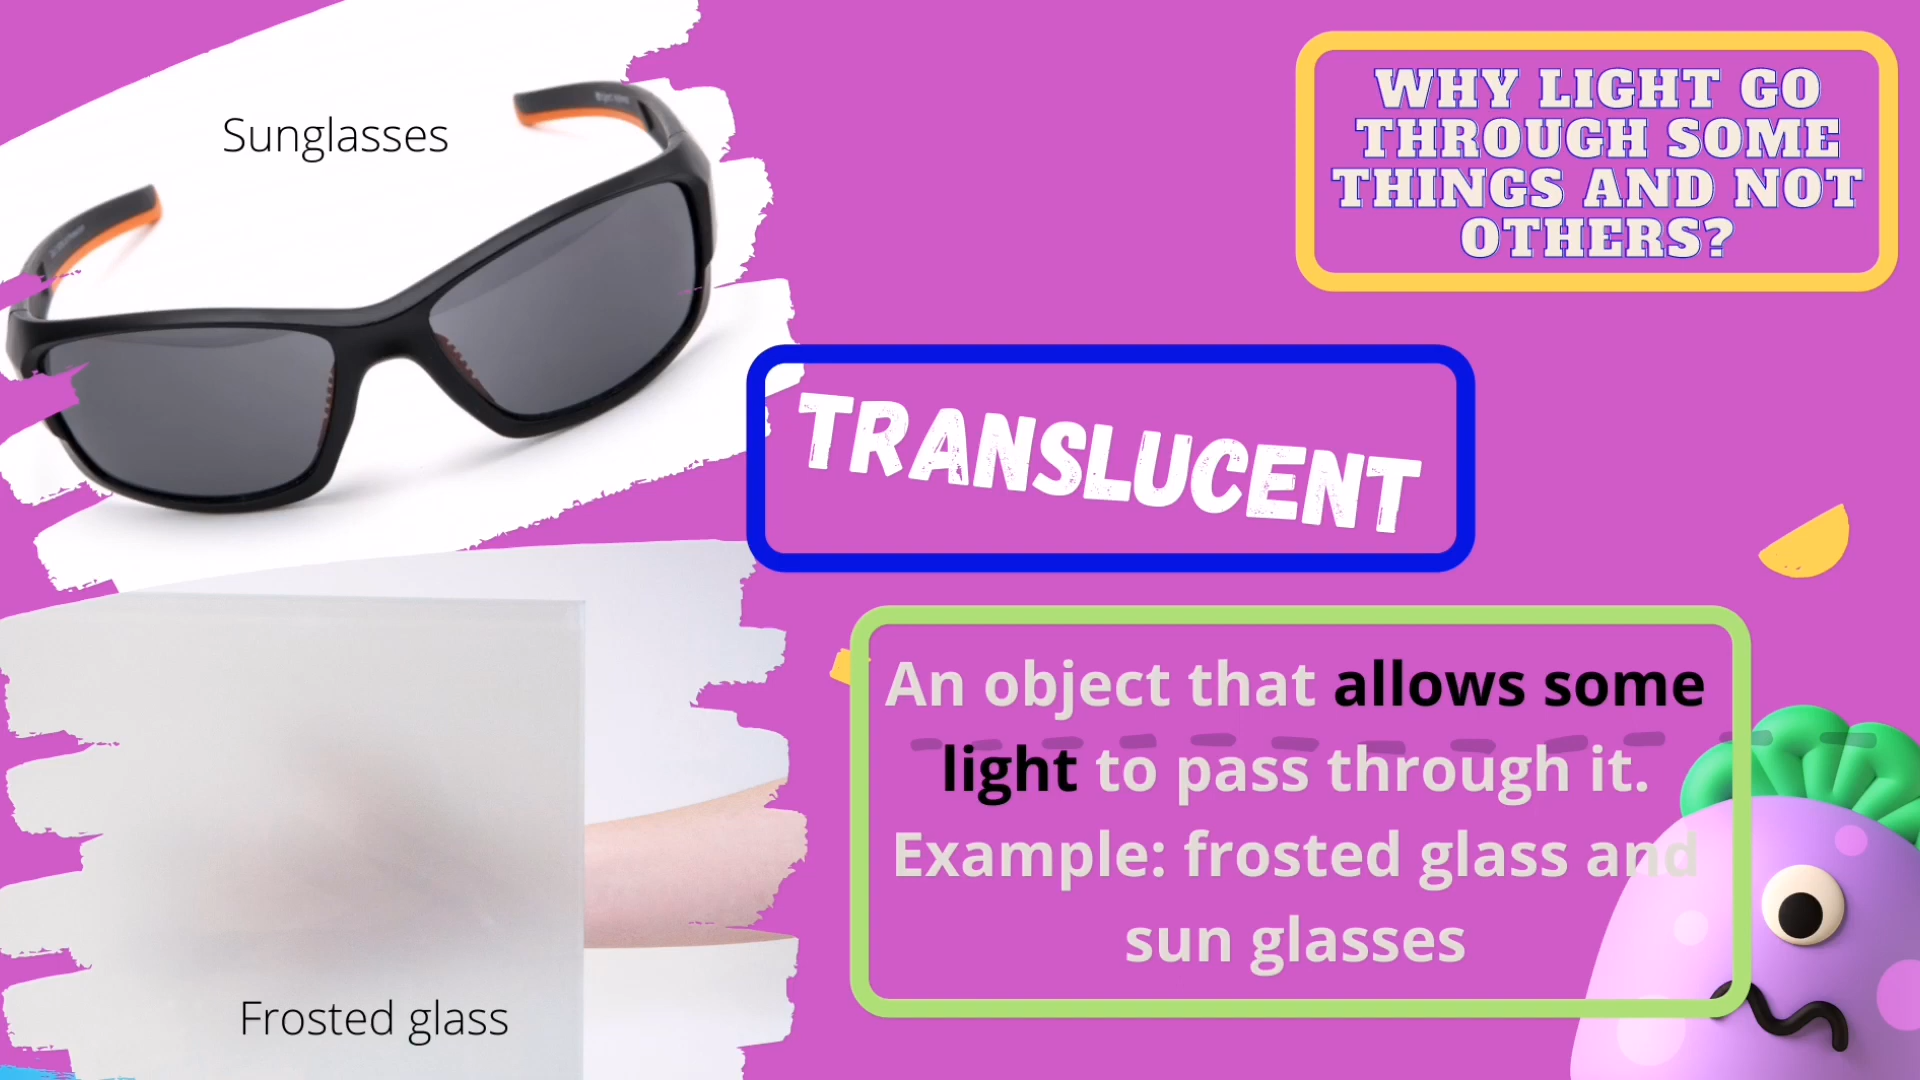 Sunglasses
WHY LIGHT GO
THROUGH SOME
THINGS AND NOT
OTHERS?
TRANSLUCENT
An object that allows some
light to pass through it.
Example: frosted glass and
sun glasses
Frosted glass